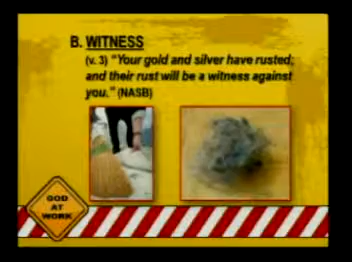 B. WITNESS
(v. 3) "Your gold and silver have rusted;
and their rust will be a witness against
you." (NASB)
GOD
AT
WORK